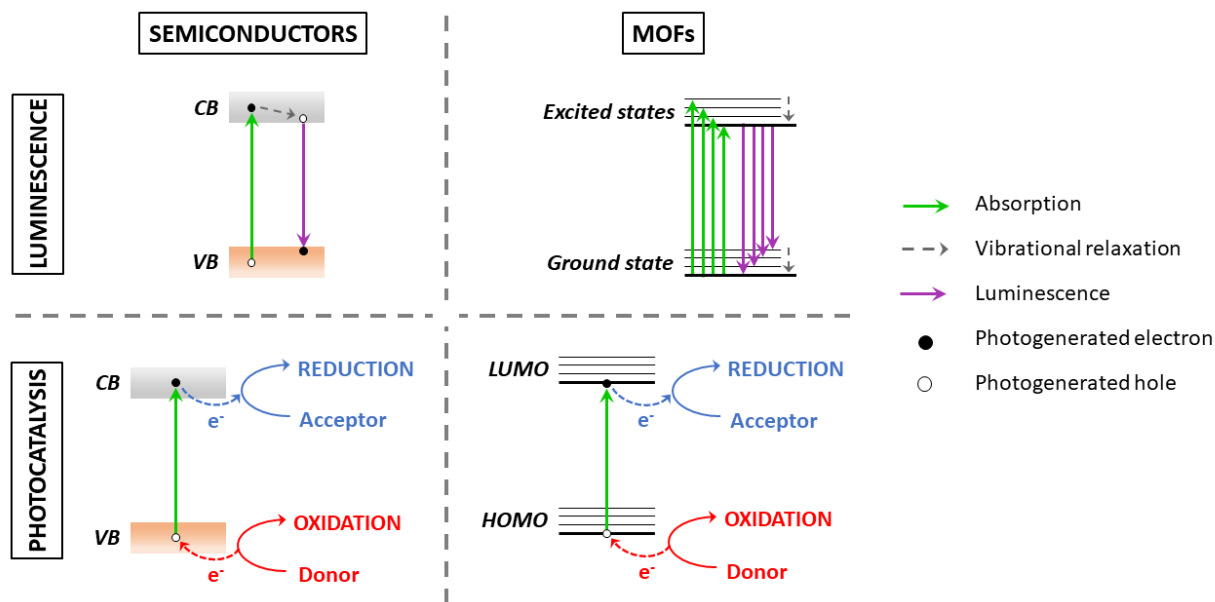 SEMICONDUCTORS
MOFs
LUMINESCENCE
CB
VB
Excited states
Ground state
Absorption
Vibrational relaxation
Luminescence
Photogenerated electron
Photogenerated hole
PHOTOCATALYSIS
CB
REDUCTION
e-
Acceptor
VB
OXIDATION
e-
Donor
LUMO
REDUCTION
e-
Acceptor
HOMO
OXIDATION
e-
Donor